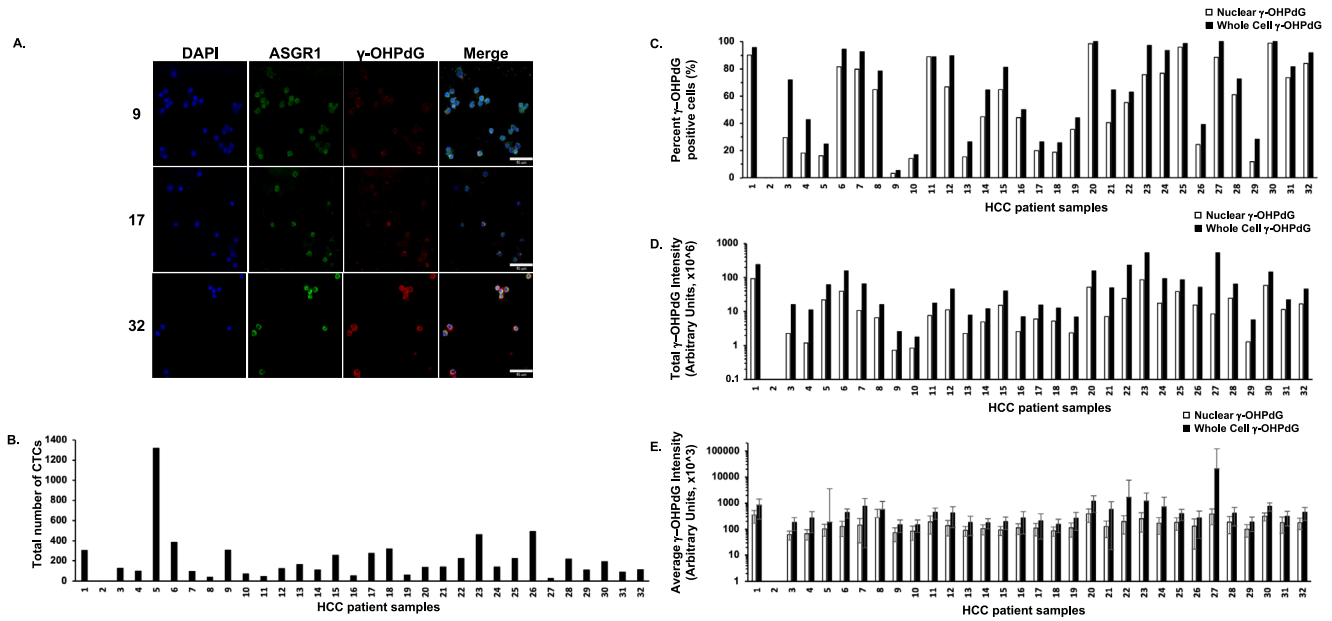 A.
DAPI ASGR1 γ-OHPdG Merge
9
17
32
B.
Total number of CTCs
1400
1200
1000
800
600
400
200
0
1 2 3 4 5 6 7 8 9 10 11 12 13 14 15 16 17 18 19 20 21 22 23 24 25 26 27 28 29 30 31 32
HCC patient samples
Nuclear γ-OHPdG
Whole Cell γ-OHPdG
C.
Percent γ–OHPdG
positive cells (%)
100
80
60
40
20
0
1 2 3 4 5 6 7 8 9 10 11 12 13 14 15 16 17 18 19 20 21 22 23 24 25 26 27 28 29 30 31 32
HCC patient samples
Nuclear γ-OHPdG
Whole Cell γ-OHPdG
D.
Total γ–OHPdG Intensity
(Arbitrary Units, x10^6)
1000
100
10
1
0.1
1 2 3 4 5 6 7 8 9 10 11 12 13 14 15 16 17 18 19 20 21 22 23 24 25 26 27 28 29 30 31 32
HCC patient samples
Nuclear γ-OHPdG
Whole Cell γ-OHPdG
E.
Average γ–OHPdG Intensity
(Arbitrary Units, x10^3)
100000
10000
1000
100
10
1
1 2 3 4 5 6 7 8 9 10 11 12 13 14 15 16 17 18 19 20 21 22 23 24 25 26 27 28 29 30 31 32
HCC patient samples